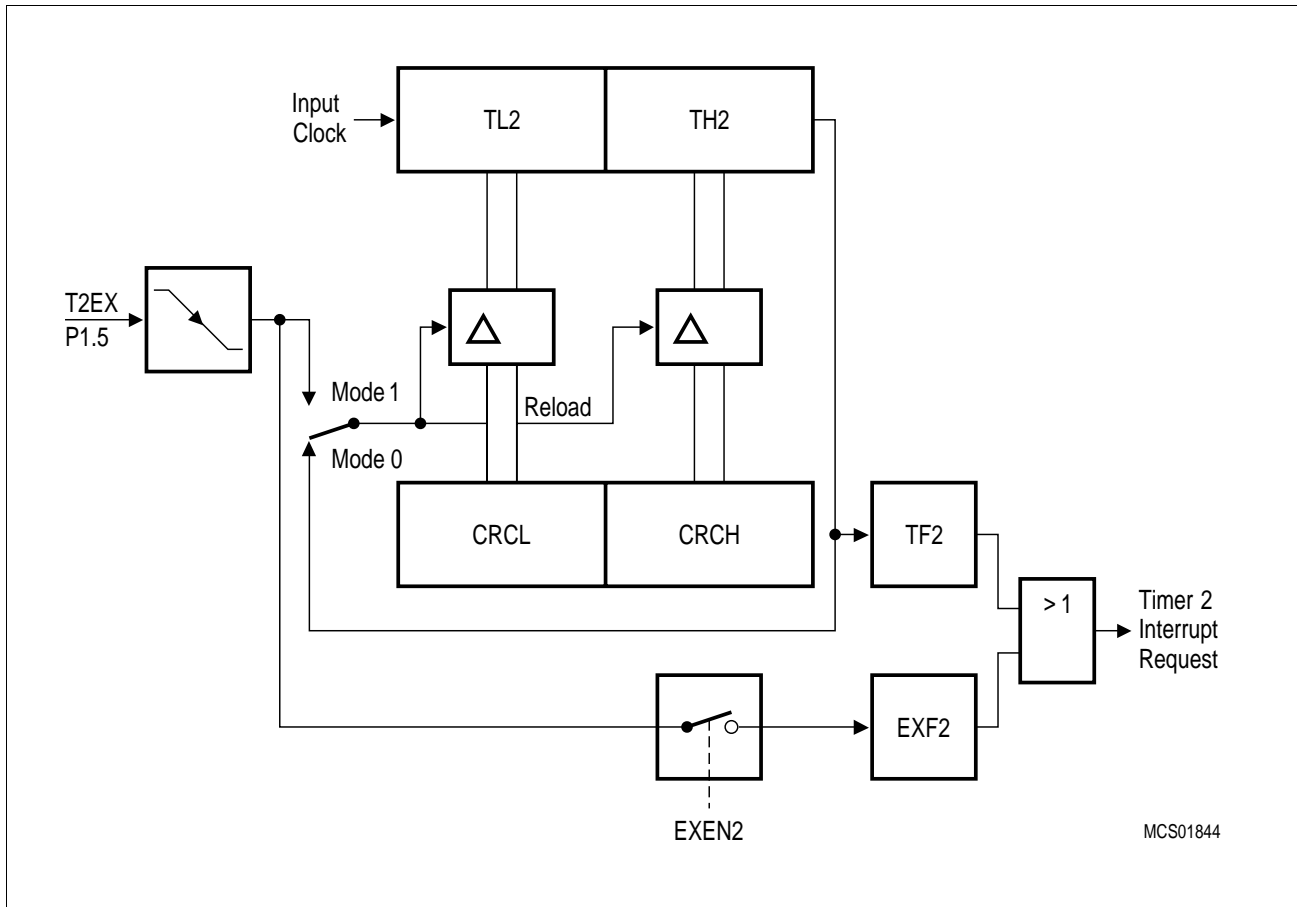 Input
Clock
TL2
TH2
T2EX
P1.5
Mode 1
Reload
Mode 0
CRCL
CRCH
TF2
> 1
Timer 2
Interrupt
Request
EXF2
EXEN2
MCS01844